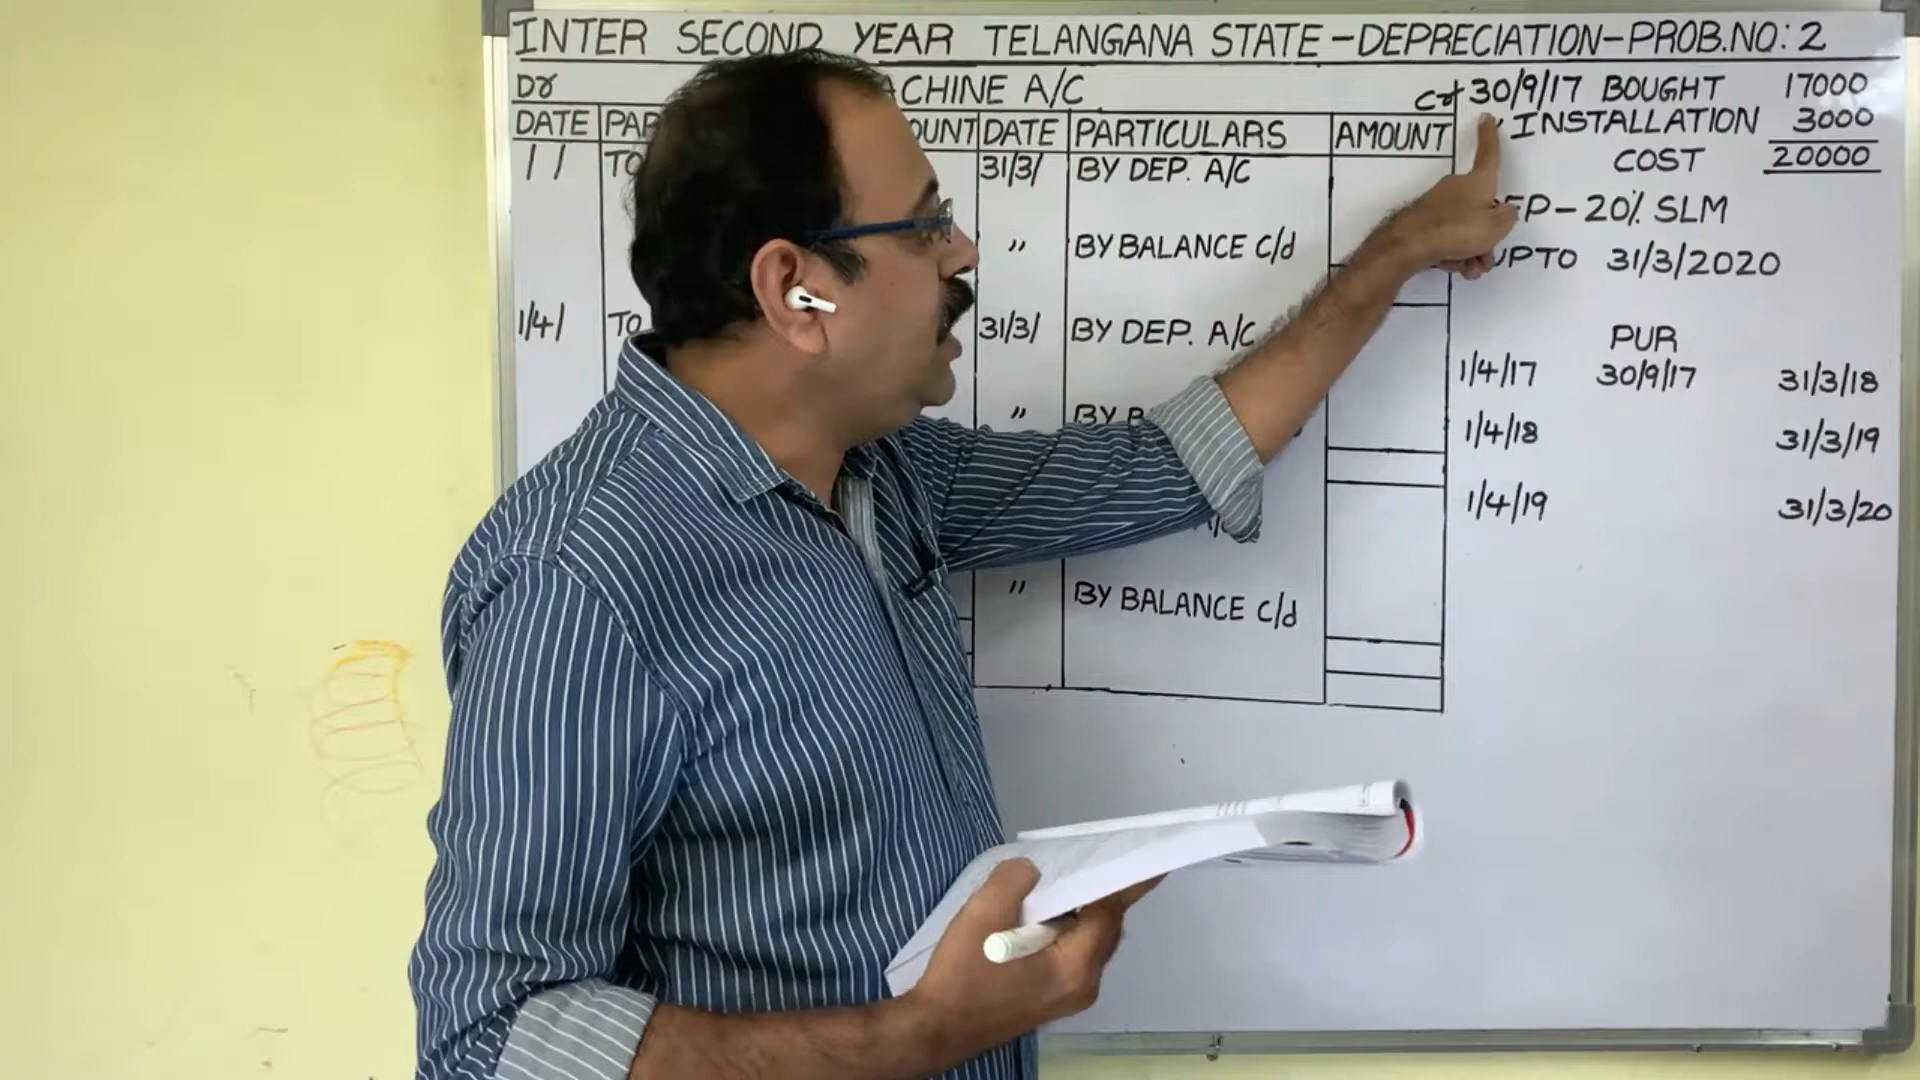 INTER SECOND YEAR TELANGANA STATE-DEPRECIATION-PROB.NO:2
Dr ACHINE A/C Cr
DATE PAR OUNT DATE PARTICULARS AMOUNT
/ / TO 31/3/ BY DEP. A/C
" BY BALANCE c/d
1/4/ TO 31/3/ BY DEP. A/C
" BY B
" BY BALANCE c/d
30/9/17 BOUGHT 17000
" INSTALLATION 3000
COST 20000
EP-20% SLM
UPTO 31/3/2020
PUR
1/4/17 30/9/17 31/3/18
1/4/18 31/3/19
1/4/19 31/3/20